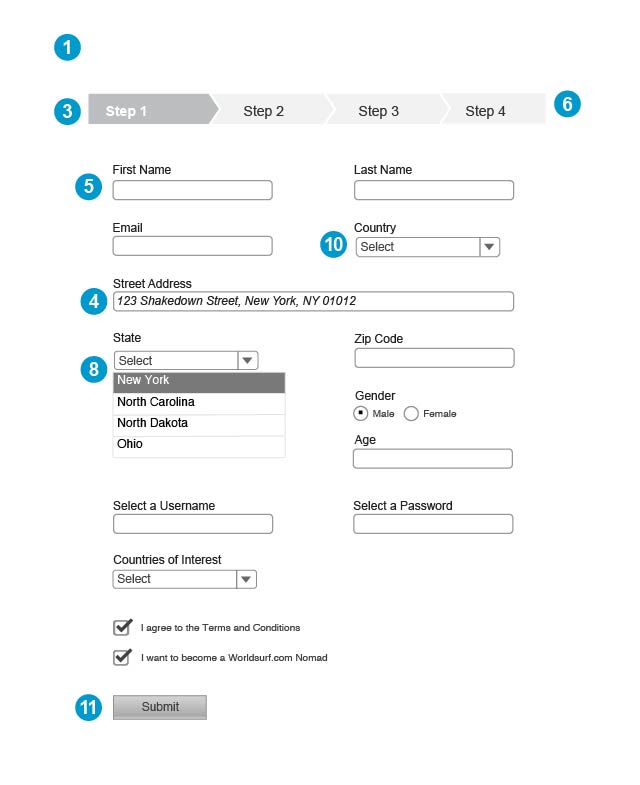 1
3 Step 1 Step 2 Step 3 Step 4 6
First Name Last Name
5
Email Country
10 Select
Street Address
4 123 Shakedown Street, New York, NY 01012
State Zip Code
8 Select
New York
North Carolina Gender
North Dakota Male Female
Ohio Age
Select a Username Select a Password
Countries of Interest
Select
I agree to the Terms and Conditions
I want to become a Worldsurf.com Nomad
11 Submit